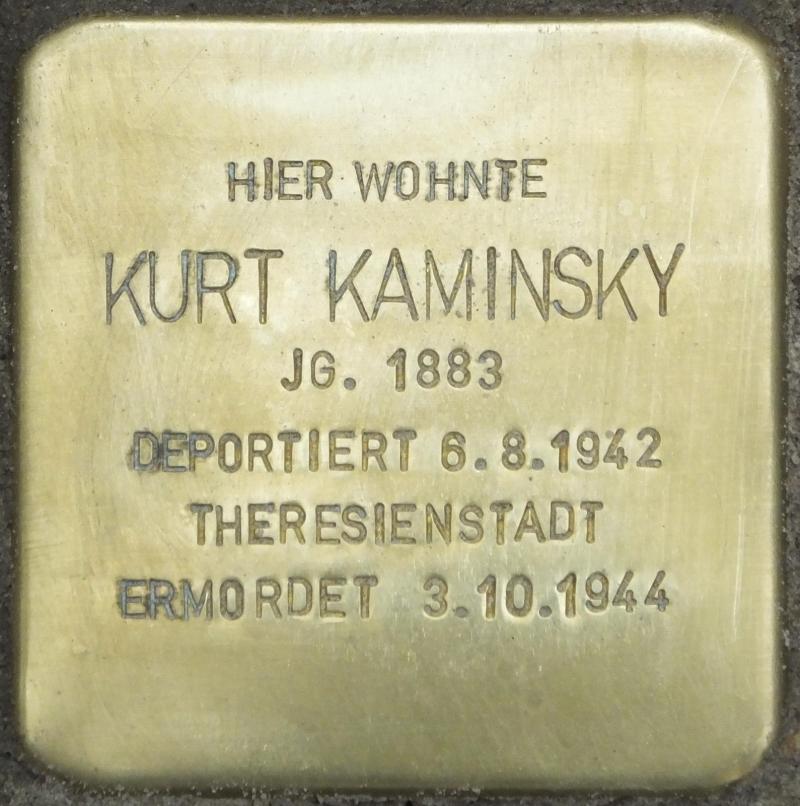 HIER WOHNTE
KURT KAMINSKY
JG. 1883
DEPORTIERT 6.8.1942
THERESIENSTADT
ERMORDET 3.10.1944